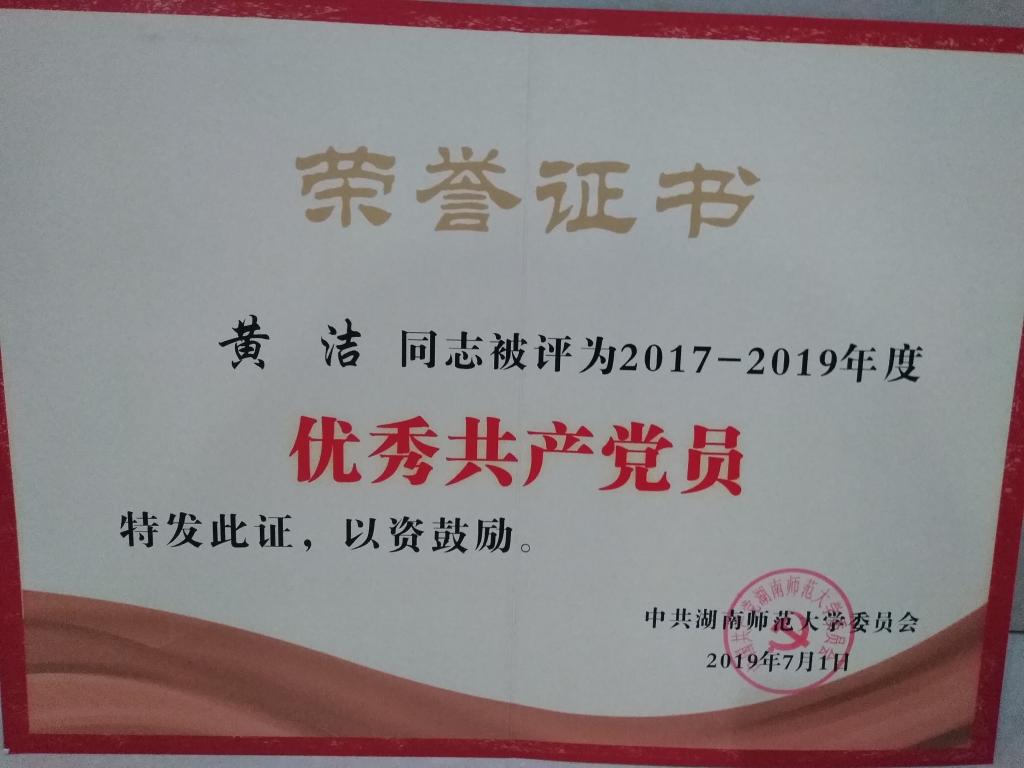 荣誉证书
黄 洁 同志被评为2017-2019年度
优秀共产党员
特发此证，以资鼓励。
中共湖南师范大学委员会
2019年7月1日